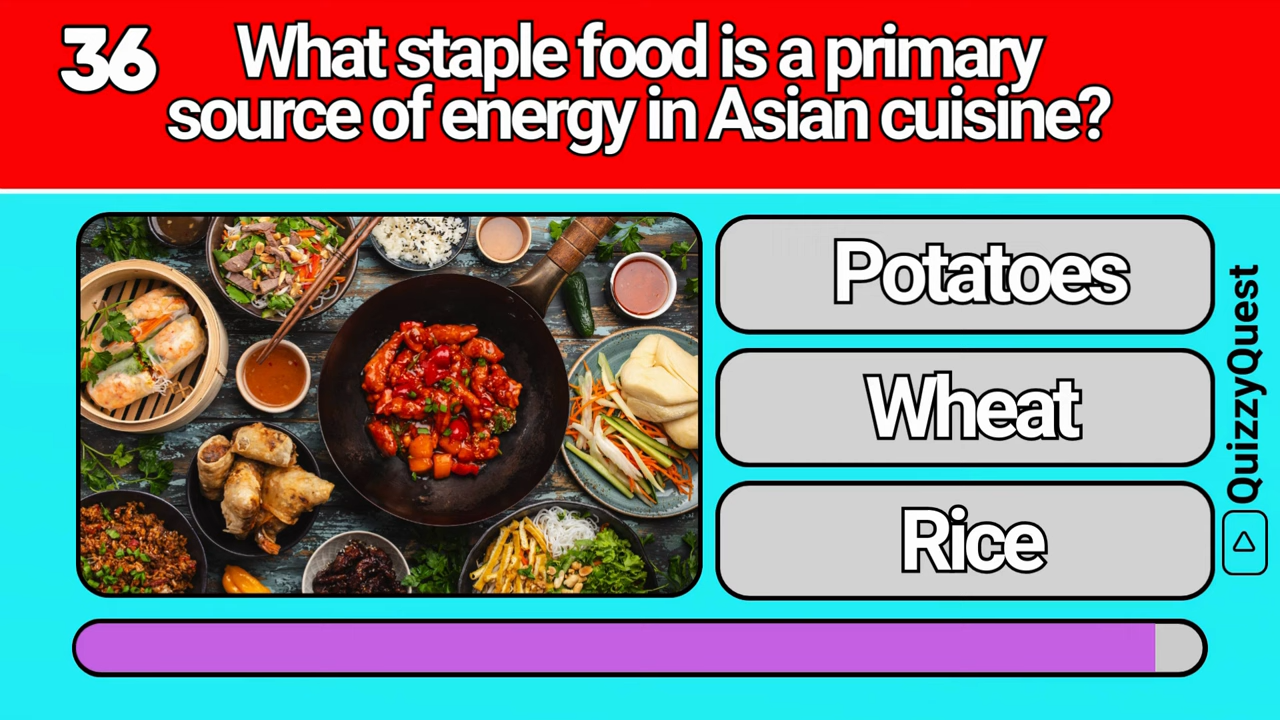 36
What staple food is a primary
source of energy in Asian cuisine?
Potatoes
Wheat
Rice
QuizzyQuest